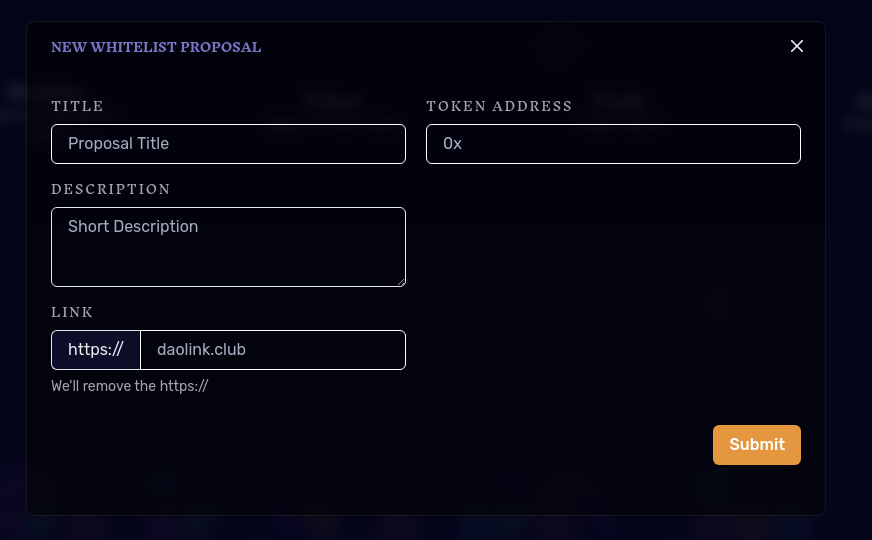 NEW WHITELIST PROPOSAL
TITLE
Proposal Title
TOKEN ADDRESS
0x
DESCRIPTION
Short Description
LINK
https:// daolink.club
We'll remove the https://
Submit